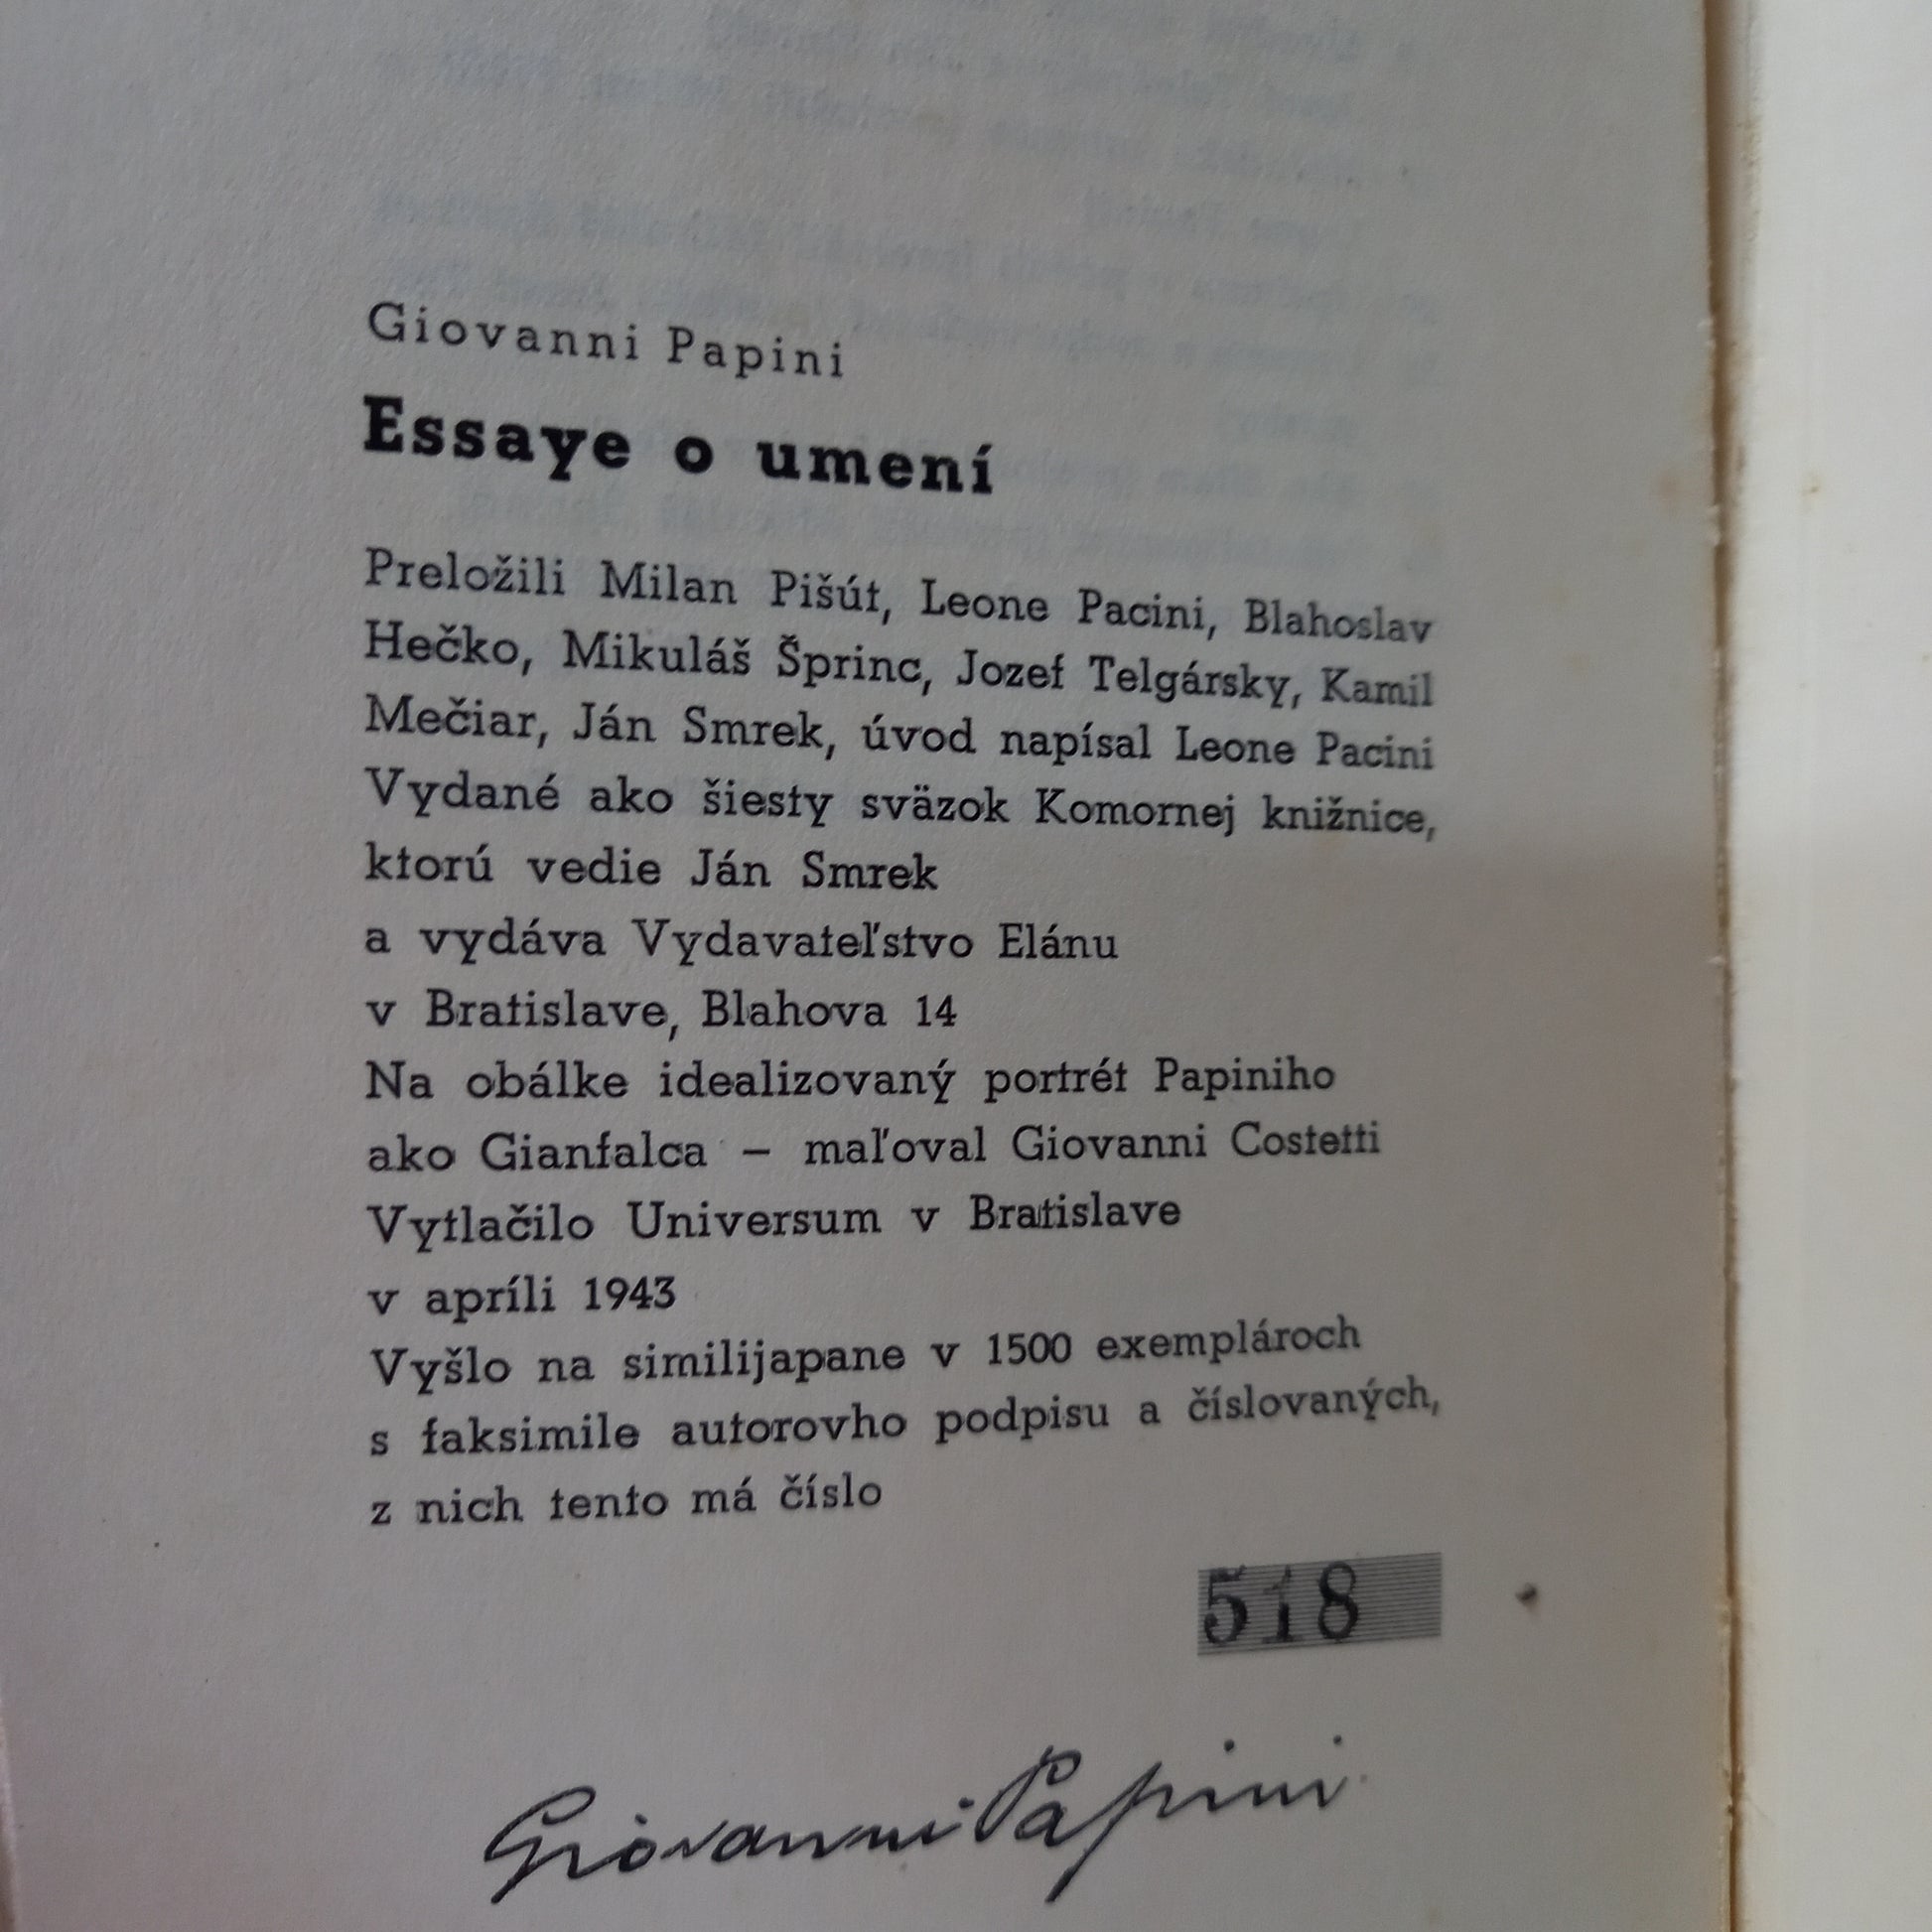 Giovanni Papini
Essaye o umení
Preložili Milan Pišút, Leone Pacini, Blahoslav
Hečko, Mikuláš Šprinc, Jozef Telgársky, Kamil
Mečiar, Ján Smrek, úvod napísal Leone Pacini
Vydané ako šiesty sväzok Komornej knižnice,
ktorú vedie Ján Smrek
a vydáva Vydavateľstvo Elánu
v Bratislave, Blahova 14
Na obálke idealizovaný portrét Papiniho
ako Gianfalca – maľoval Giovanni Costetti
Vytlačilo Universum v Bratislave
v apríli 1943
Vyšlo na similijapane v 1500 exemplároch
s faksimile autorovho podpisu a číslovaných,
z nich tento má číslo
518
Giovanni Papini